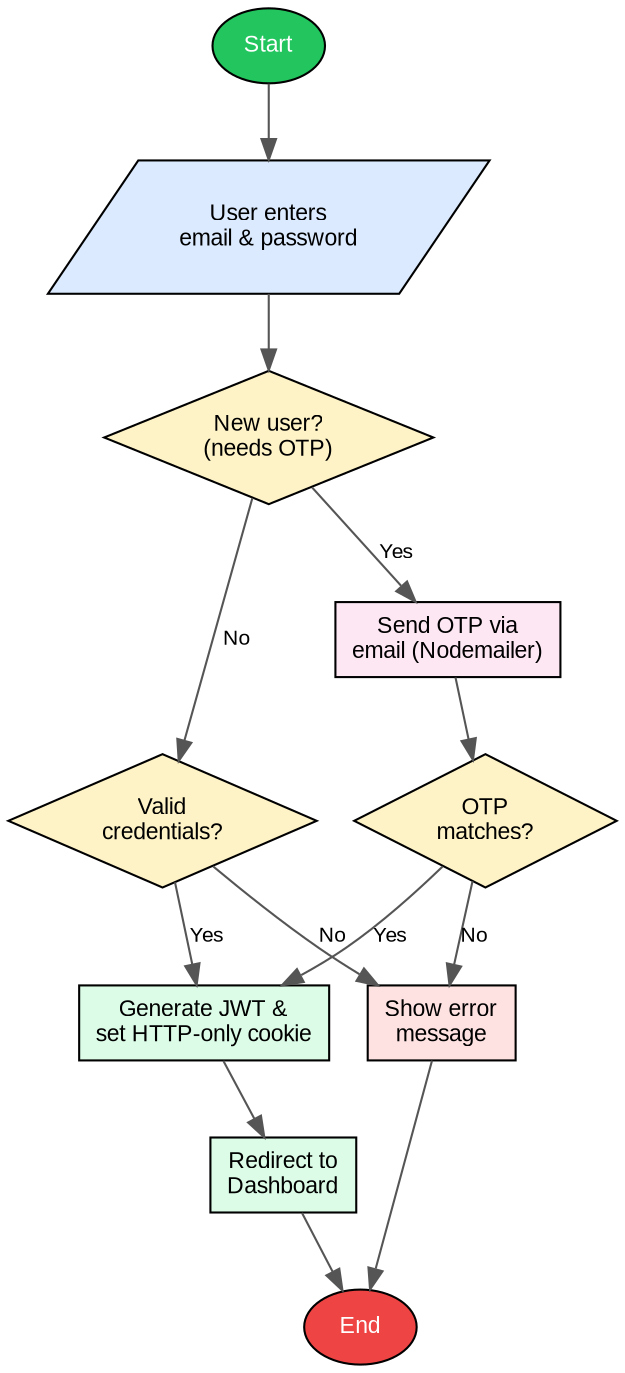 Start
User enters
email & password
New user?
(needs OTP)
Yes
Send OTP via
email (Nodemailer)
No
Valid
credentials?
OTP
matches?
Yes
No
Yes
No
Generate JWT &
set HTTP-only cookie
Show error
message
Redirect to
Dashboard
End